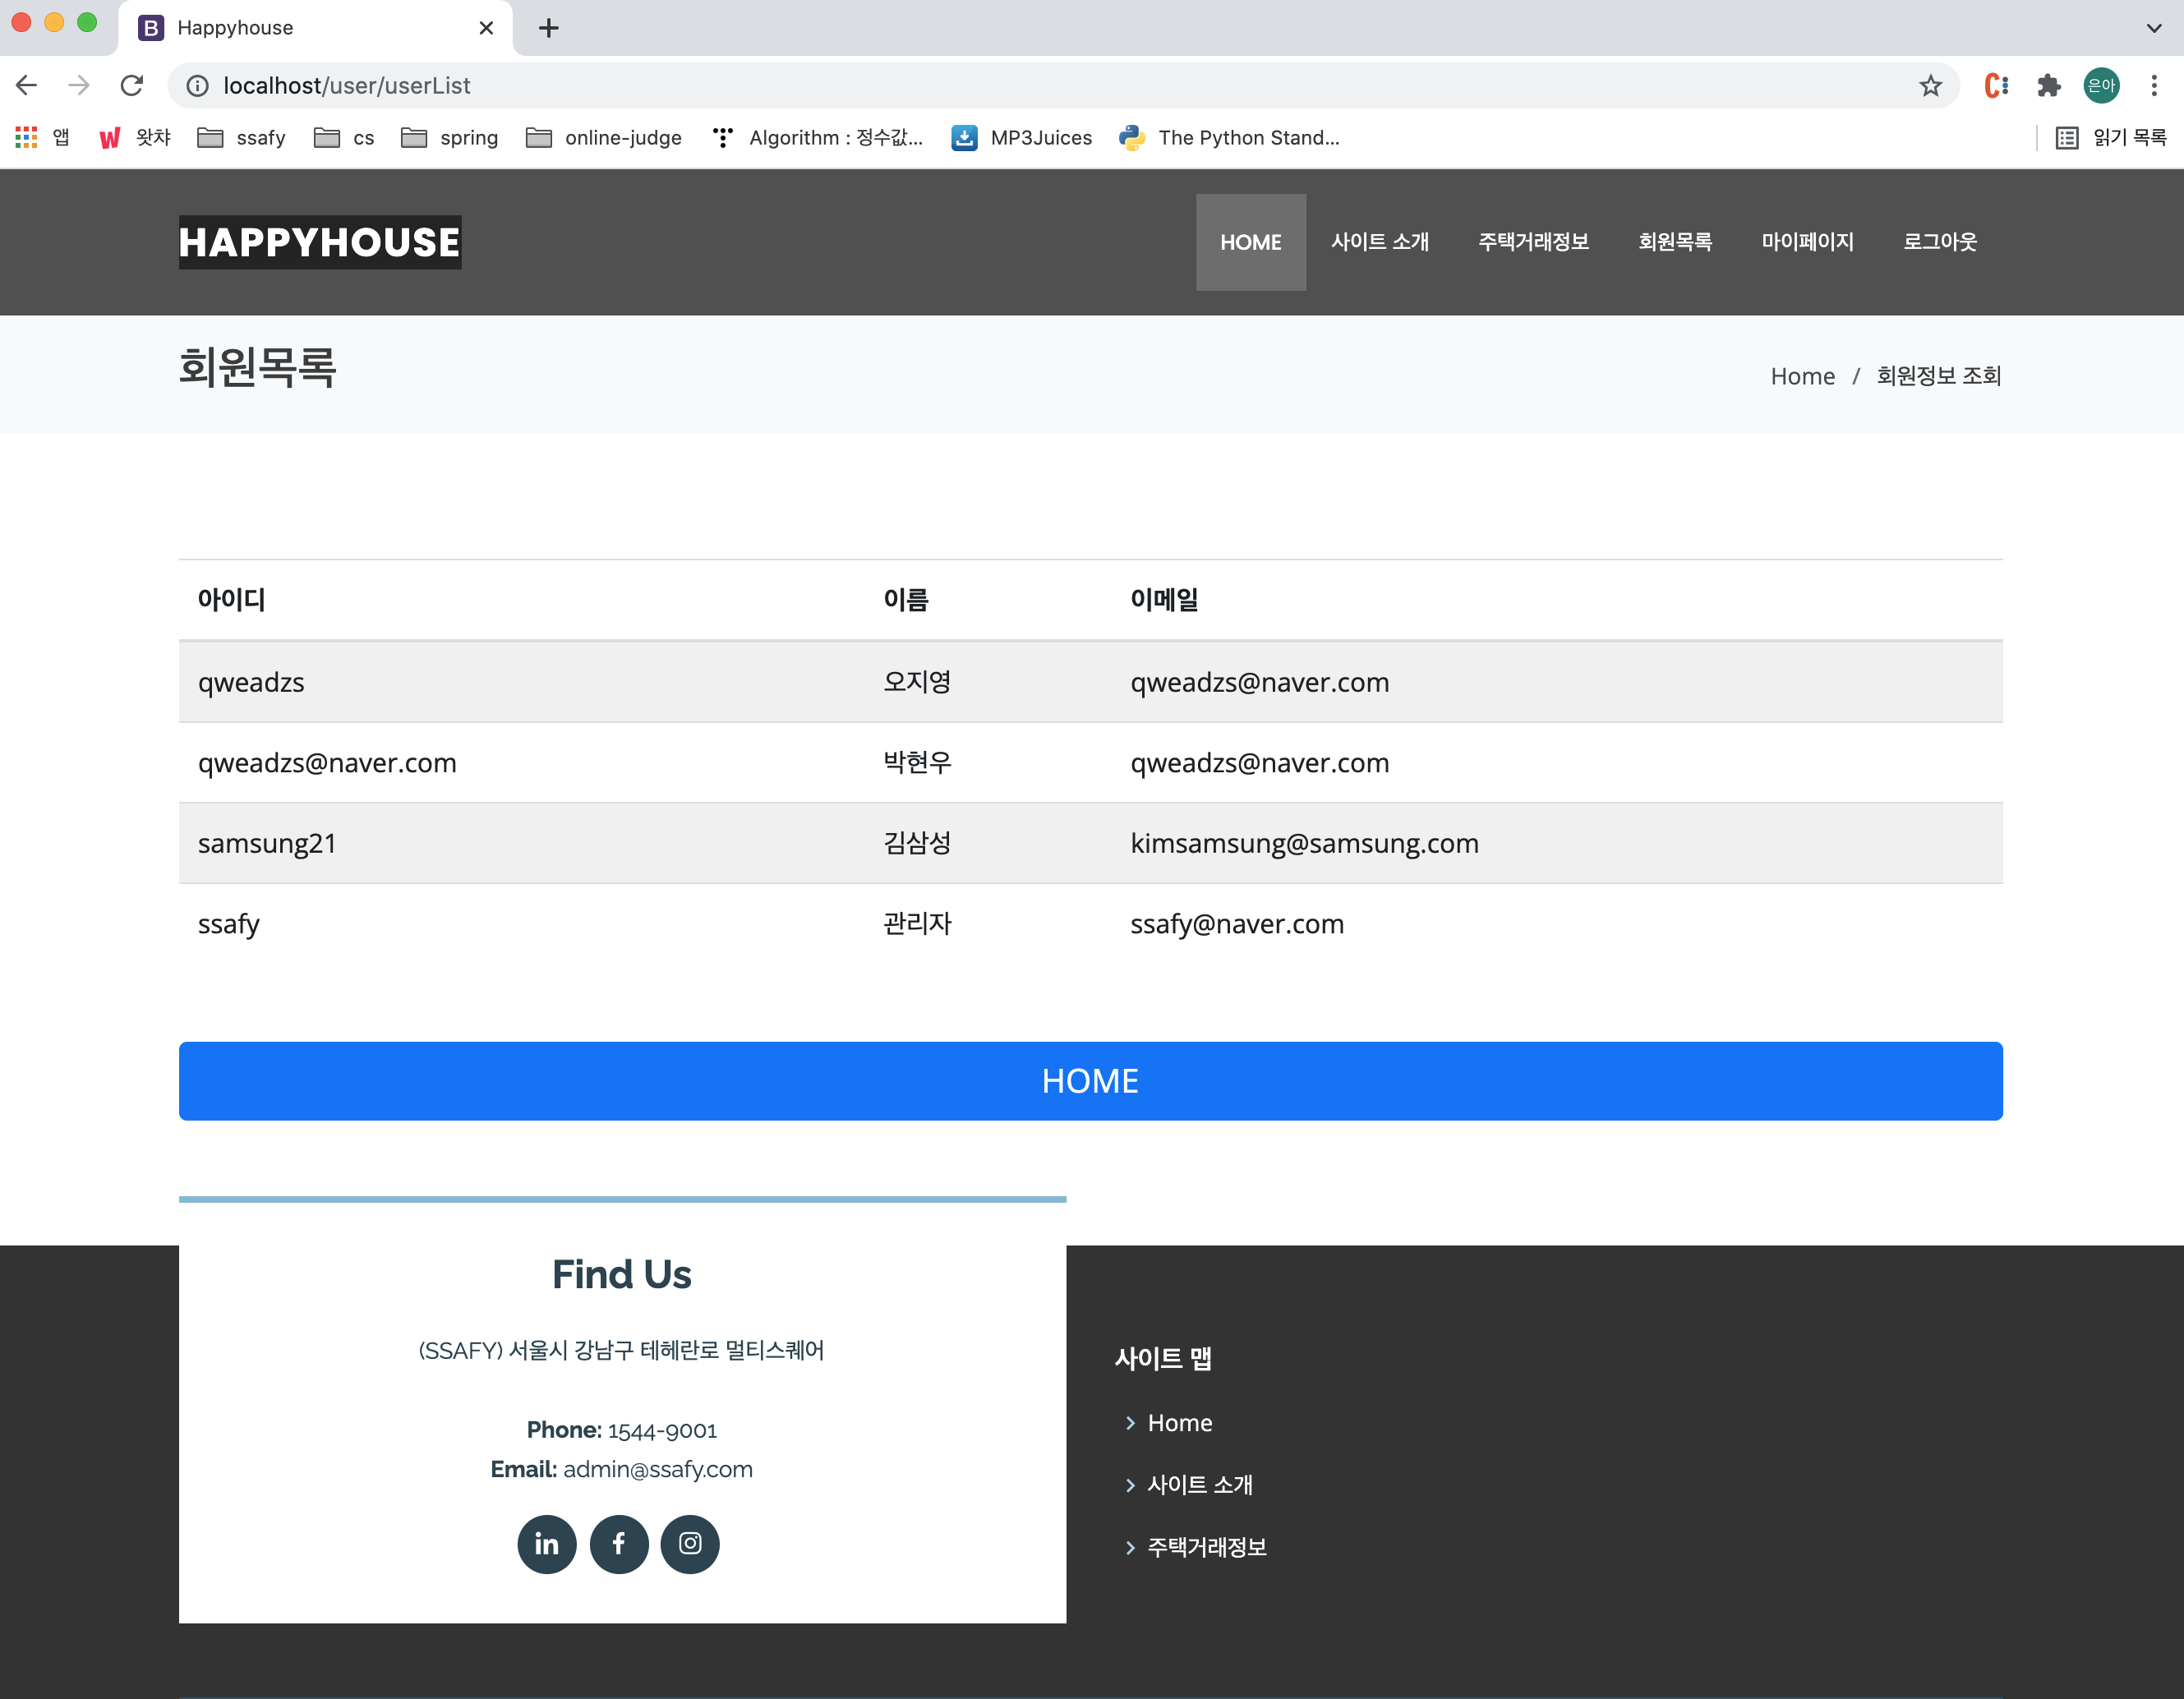 Happyhouse
localhost/user/userList
은아
앱 왓챠 ssafy cs spring online-judge Algorithm : 정수값... MP3Juices The Python Stand... 읽기 목록
HAPPYHOUSE
HOME 사이트 소개 주택거래정보 회원목록 마이페이지 로그아웃
회원목록
Home / 회원정보 조회
아이디 이름 이메일
qweadzs 오지영 qweadzs@naver.com
qweadzs@naver.com 박현우 qweadzs@naver.com
samsung21 김삼성 kimsamsung@samsung.com
ssafy 관리자 ssafy@naver.com
HOME
Find Us
(SSAFY) 서울시 강남구 테헤란로 멀티스퀘어
Phone: 1544-9001
Email: admin@ssafy.com
사이트 맵
Home
사이트 소개
주택거래정보